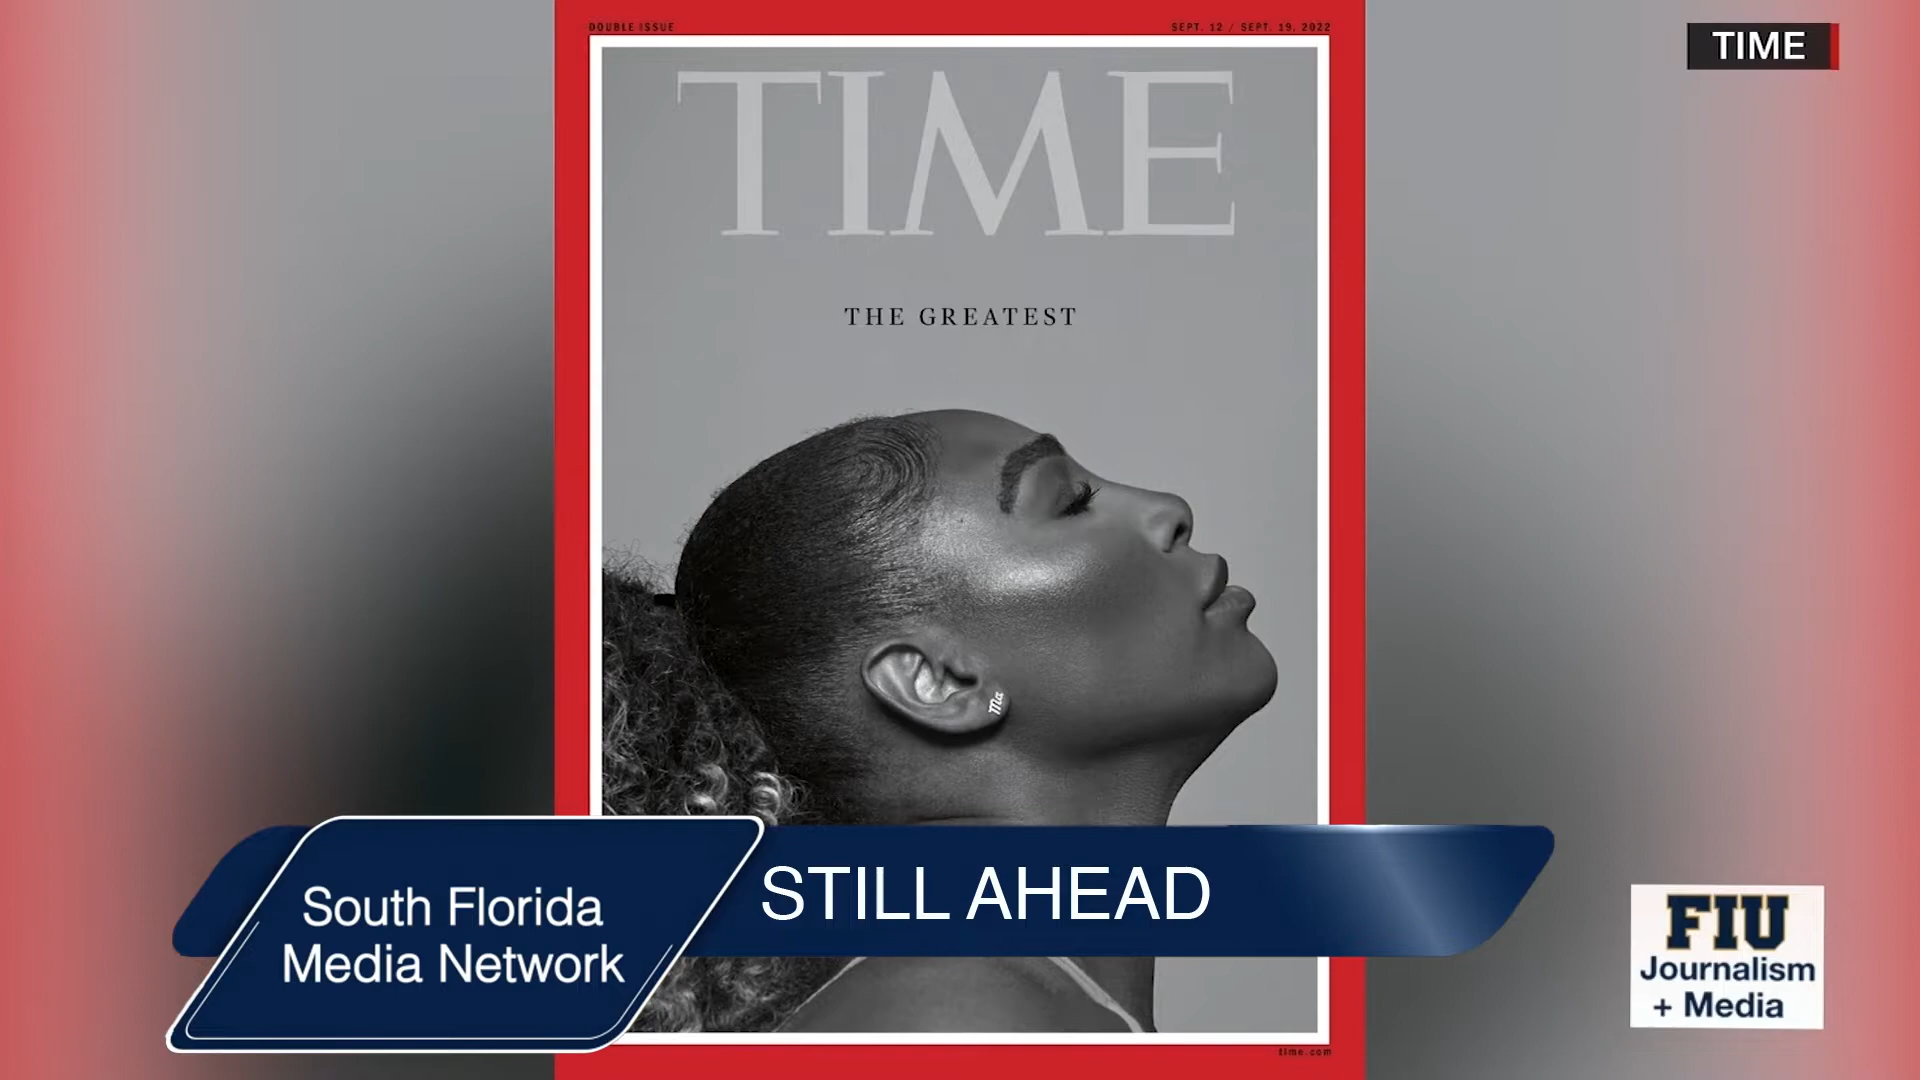 DOUBLE ISSUE
SEPT. 12 / SEPT. 19, 2022
TIME
TIME
THE GREATEST
Ma
STILL AHEAD
South Florida
Media Network
FIU
Journalism
+ Media
time.com